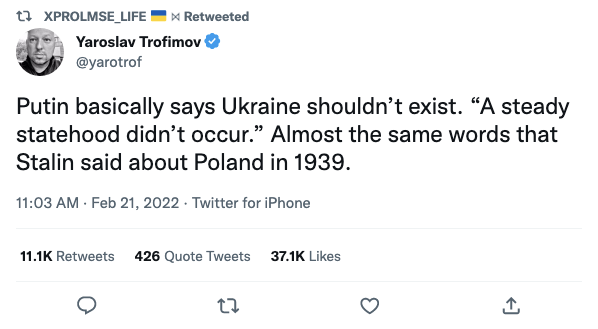 XPROLMSE_LIFE 🇺🇦 ⋈ Retweeted
Yaroslav Trofimov
@yarotrof
Putin basically says Ukraine shouldn’t exist. “A steady
statehood didn’t occur.” Almost the same words that
Stalin said about Poland in 1939.
11:03 AM · Feb 21, 2022 · Twitter for iPhone
11.1K Retweets 426 Quote Tweets 37.1K Likes